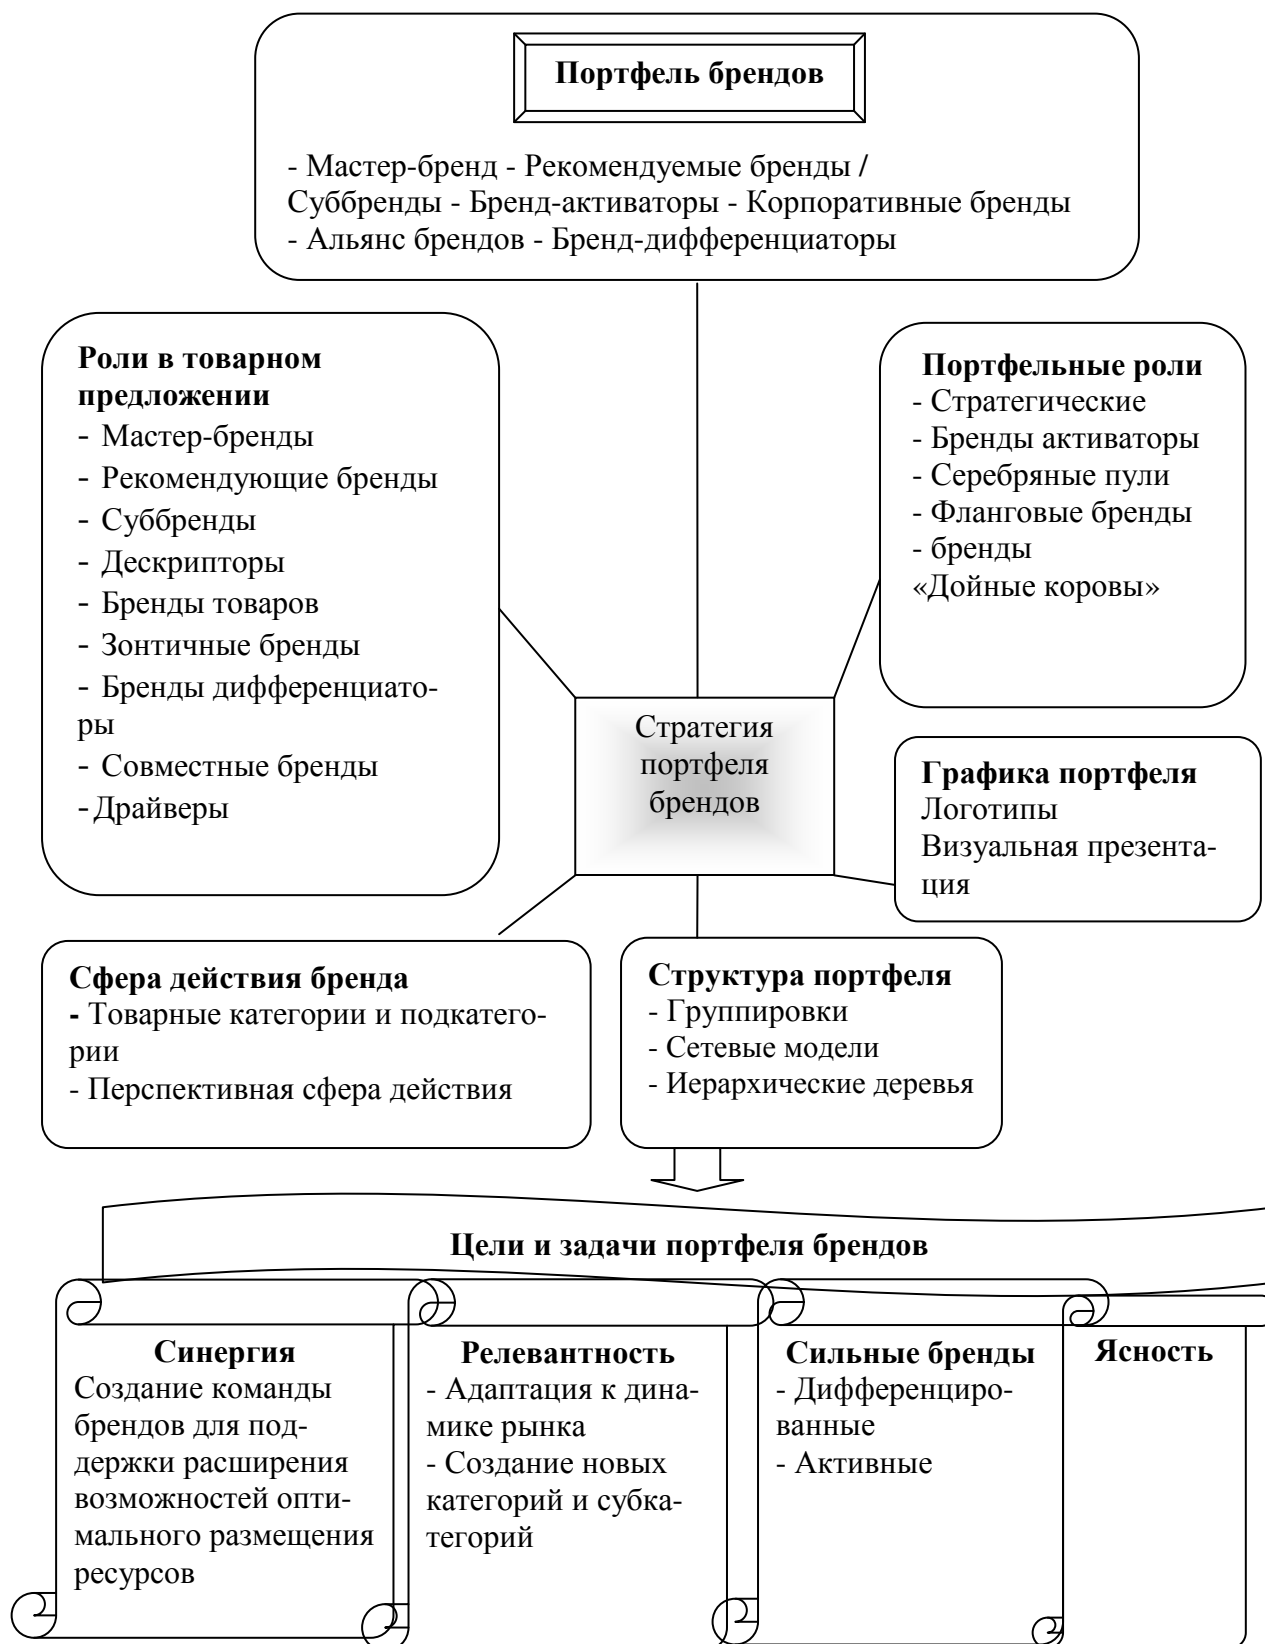 Портфель брендов
- Мастер-бренд - Рекомендуемые бренды /
Суббренды - Бренд-активаторы - Корпоративные бренды
- Альянс брендов - Бренд-дифференциаторы
Роли в товарном
предложении
- Мастер-бренды
- Рекомендующие бренды
- Суббренды
- Дескрипторы
- Бренды товаров
- Зонтичные бренды
- Бренды дифференциато-
ры
- Совместные бренды
- Драйверы
Портфельные роли
- Стратегические
- Бренды активаторы
- Серебряные пули
- Фланговые бренды
- бренды
«Дойные коровы»
Стратегия
портфеля
брендов
Графика портфеля
Логотипы
Визуальная презента-
ция
Сфера действия бренда
- Товарные категории и подкатего-
рии
- Перспективная сфера действия
Структура портфеля
- Группировки
- Сетевые модели
- Иерархические деревья
Цели и задачи портфеля брендов
Синергия
Создание команды
брендов для под-
держки расширения
возможностей опти-
мального размещения
ресурсов
Релевантность
- Адаптация к дина-
мике рынка
- Создание новых
категорий и субка-
тегорий
Сильные бренды
- Дифференциро-
ванные
- Активные
Ясность